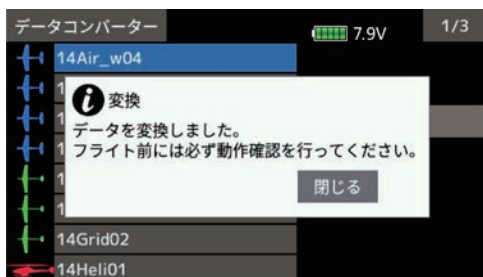 データコンバーター
7.9V
1/3
14Air_w04
変換
データを変換しました。
フライト前には必ず動作確認を行ってください。
閉じる
14Grid02
14Heli01